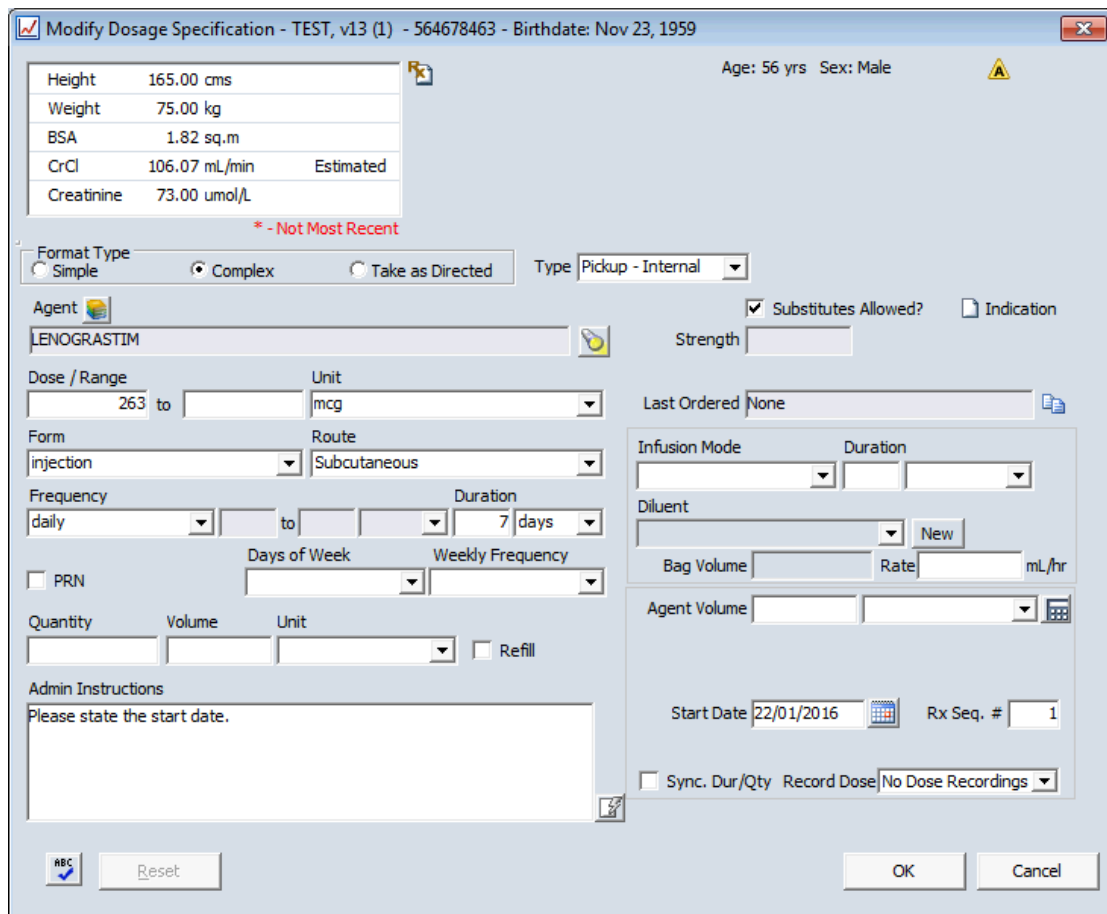 Modify Dosage Specification - TEST, v13 (1) - 564678463 - Birthdate: Nov 23, 1959
Age: 56 yrs Sex: Male
A
Height 165.00 cms
Weight 75.00 kg
BSA 1.82 sq.m
CrCl 106.07 mL/min Estimated
Creatinine 73.00 umol/L
* - Not Most Recent
Format Type
Simple Complex Take as Directed
Type Pickup - Internal
Agent
Substitutes Allowed? Indication
LENOGRASTIM
Strength
Dose / Range Unit
263 to mcg
Last Ordered None
Form Route
injection Subcutaneous
Infusion Mode Duration
Frequency Duration
daily to 7 days
Diluent
New
Days of Week Weekly Frequency
PRN
Bag Volume Rate mL/hr
Agent Volume
Quantity Volume Unit
Refill
Admin Instructions
Please state the start date.
Start Date 22/01/2016 Rx Seq. # 1
Sync. Dur/Qty Record Dose No Dose Recordings
ABC
Reset
OK Cancel